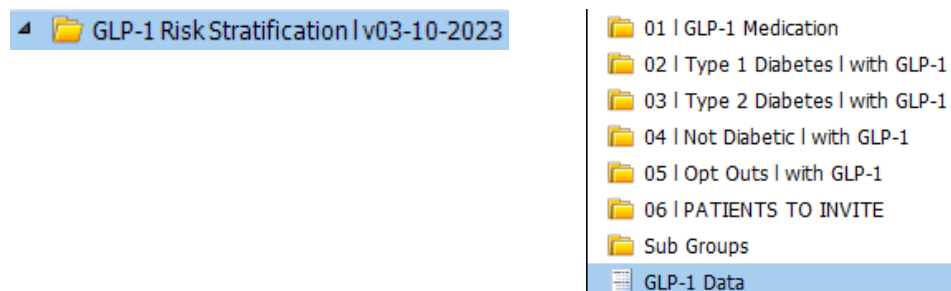 GLP-1 Risk Stratification l v03-10-2023
01 l GLP-1 Medication
02 l Type 1 Diabetes l with GLP-1
03 l Type 2 Diabetes l with GLP-1
04 l Not Diabetic l with GLP-1
05 l Opt Outs l with GLP-1
06 l PATIENTS TO INVITE
Sub Groups
GLP-1 Data